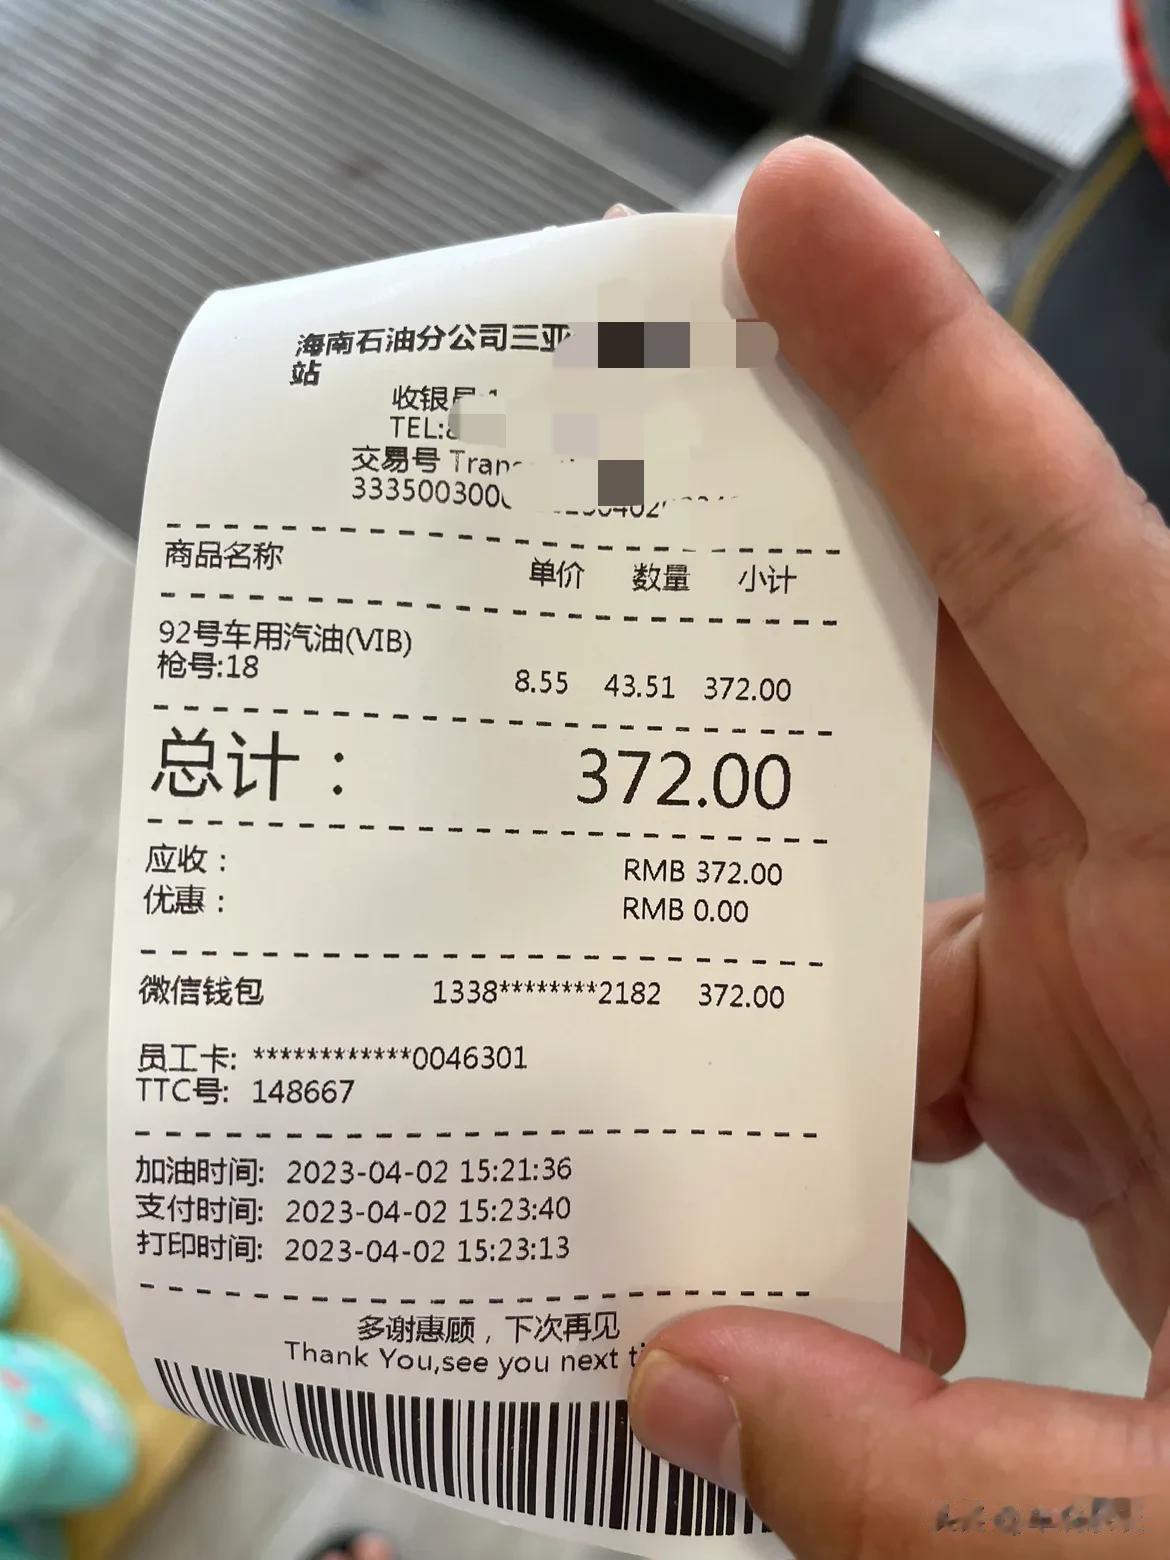 海南石油分公司三亚
站
收银员:1
TEL:
交易号 Tran
333500300
商品名称 单价 数量 小计
92号车用汽油(VIB)
枪号:18
8.55 43.51 372.00
总计： 372.00
应收： RMB 372.00
优惠： RMB 0.00
微信钱包 1338********2182 372.00
员工卡: ************0046301
TTC号: 148667
加油时间: 2023-04-02 15:21:36
支付时间: 2023-04-02 15:23:40
打印时间: 2023-04-02 15:23:13
多谢惠顾，下次再见
Thank You,see you next